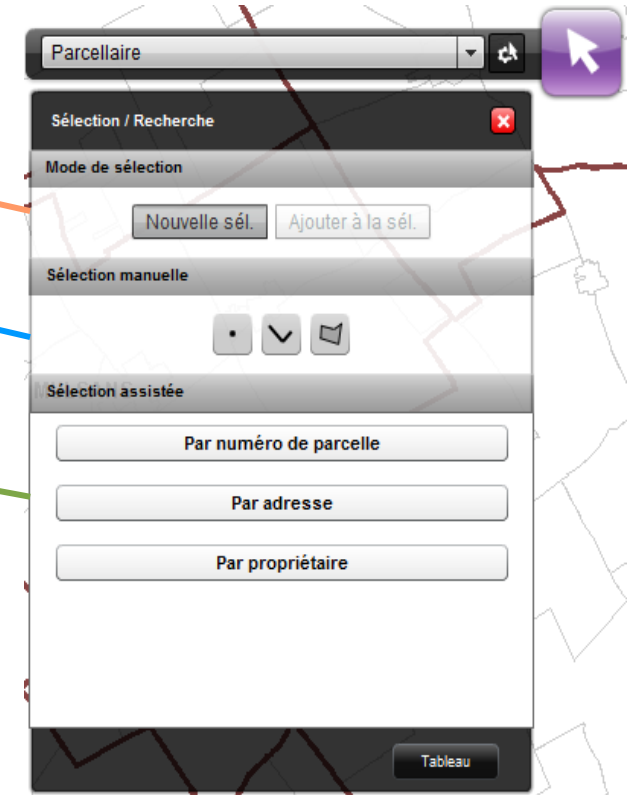 Parcellaire
Sélection / Recherche
Mode de sélection
Nouvelle sél. Ajouter à la sél.
Sélection manuelle
Sélection assistée
Par numéro de parcelle
Par adresse
Par propriétaire
Tableau